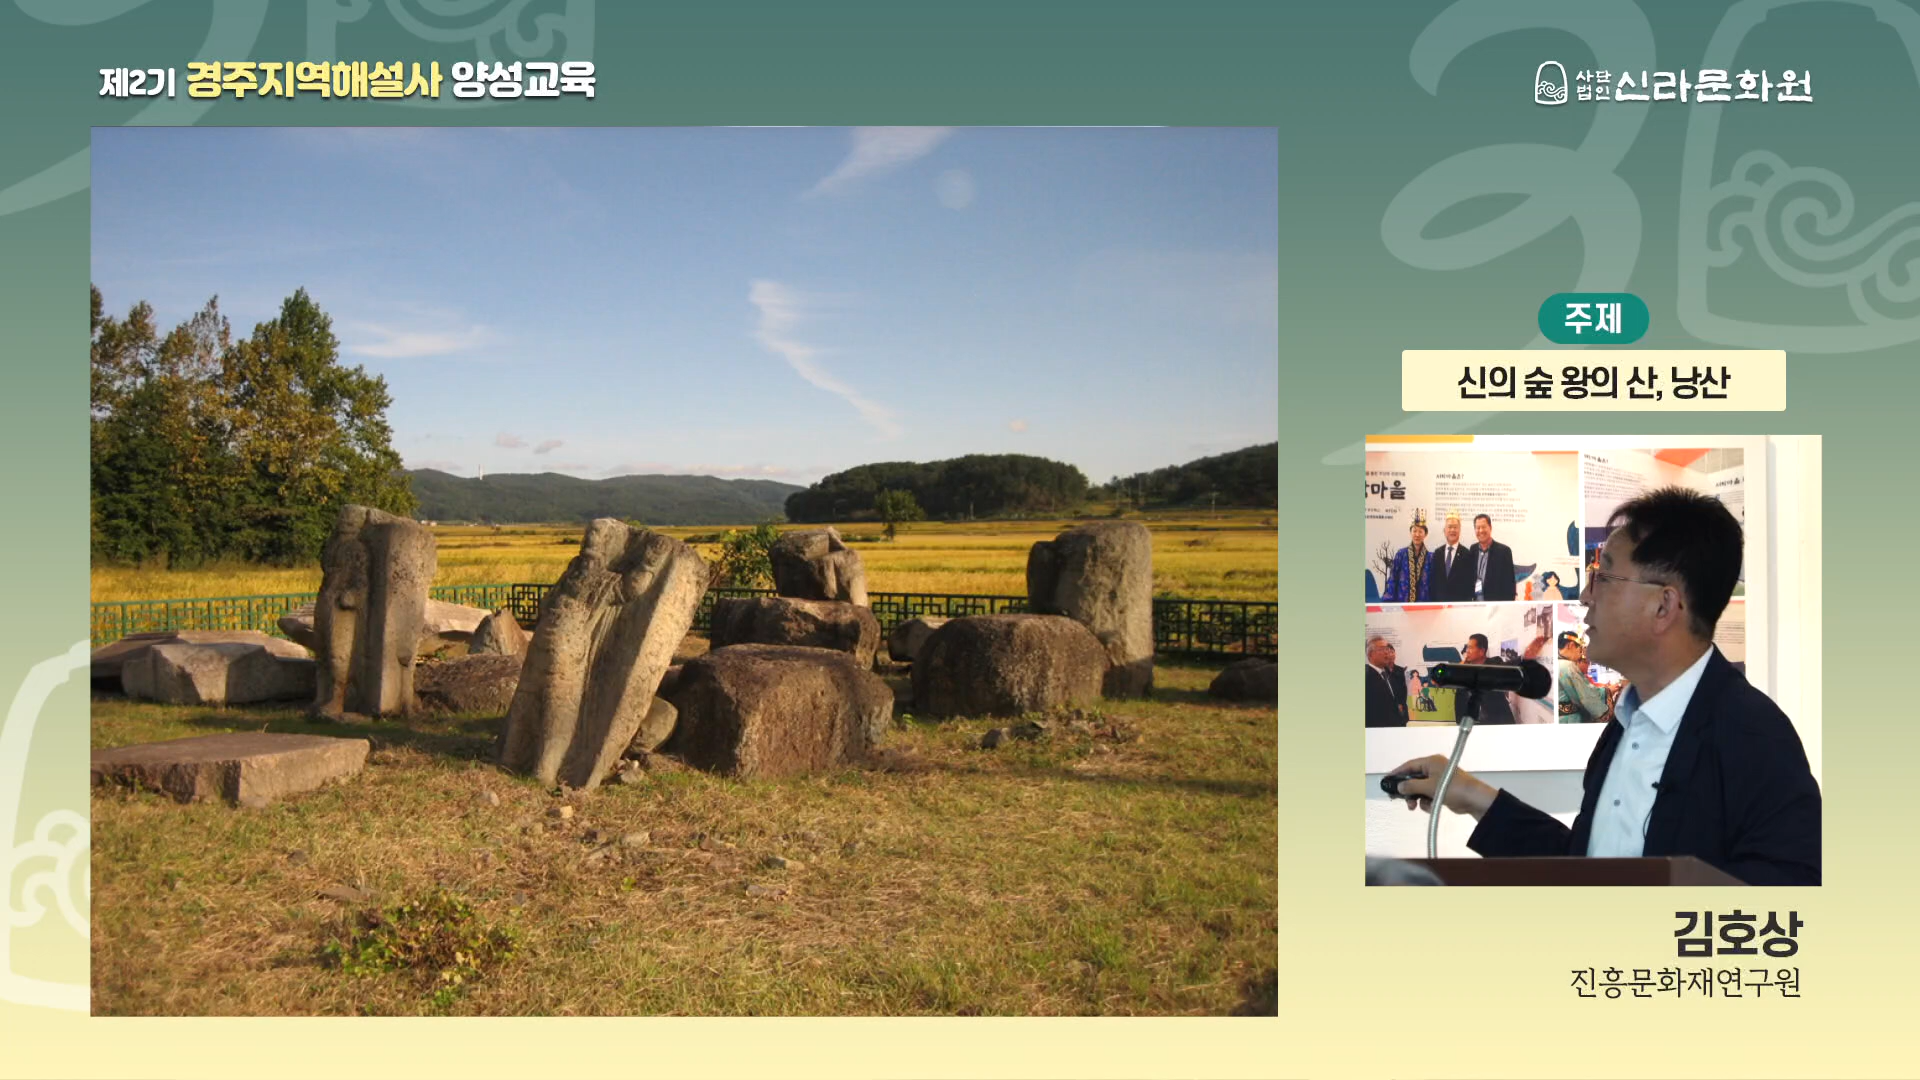 제2기 경주지역해설사 양성교육
사단법인 신라문화원
주제
신의 숲 왕의 산, 낭산
마을
김호상
진흥문화재연구원